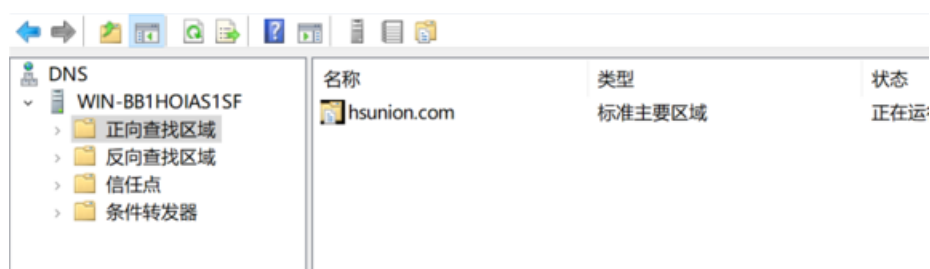 DNS
WIN-BB1HOIAS1SF
正向查找区域
反向查找区域
信任点
条件转发器
名称 类型 状态
hsunion.com 标准主要区域 正在运